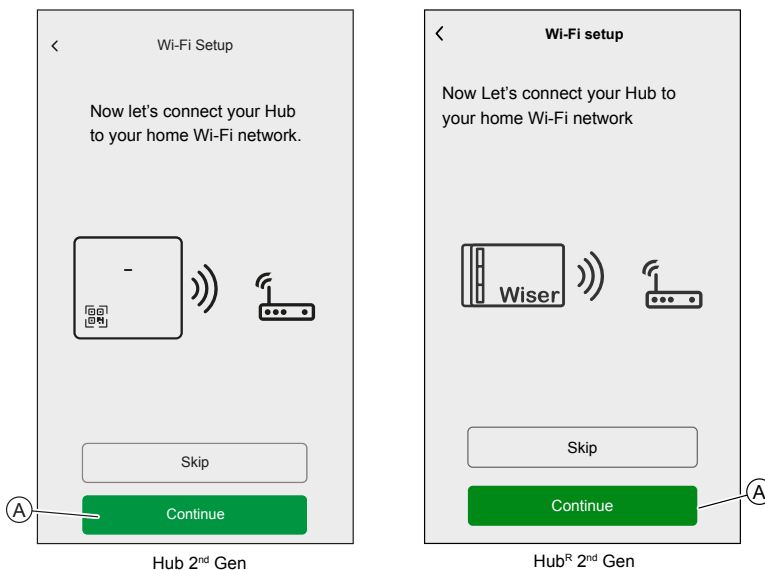 Wi-Fi Setup
Now let's connect your Hub
to your home Wi-Fi network.
Skip
Continue
A
Hub 2nd Gen
Wi-Fi setup
Now Let's connect your Hub to
your home Wi-Fi network
Wiser
Skip
Continue
A
HubR 2nd Gen